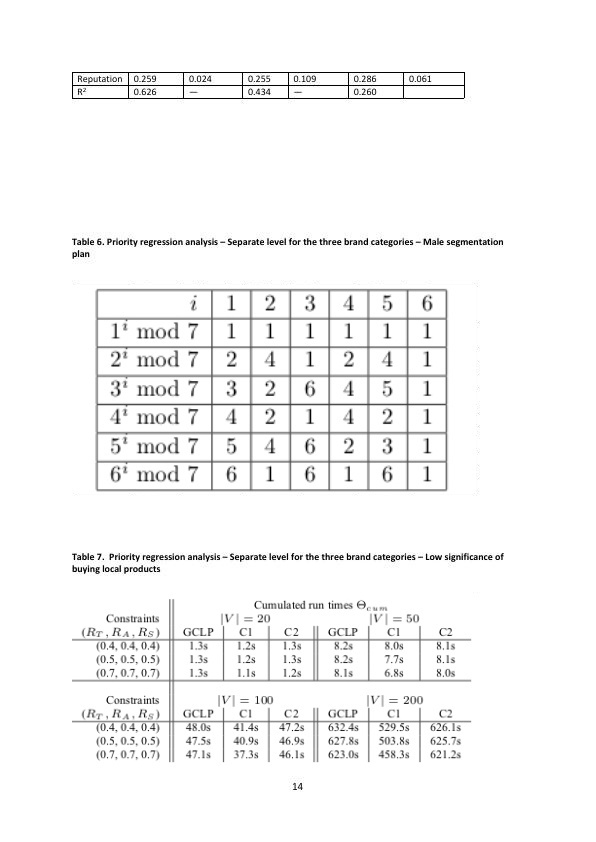 Reputation 0.259 0.024 0.255 0.109 0.286 0.061
R² 0.626 — 0.434 — 0.260
Table 6. Priority regression analysis – Separate level for the three brand categories – Male segmentation
plan
i 1 2 3 4 5 6
1^i mod 7 1 1 1 1 1 1
2^i mod 7 2 4 1 2 4 1
3^i mod 7 3 2 6 4 5 1
4^i mod 7 4 2 1 4 2 1
5^i mod 7 5 4 6 2 3 1
6^i mod 7 6 1 6 1 6 1
Table 7. Priority regression analysis – Separate level for the three brand categories – Low significance of
buying local products
Cumulated run times Θcum
Constraints |V| = 20 |V| = 50
(R_T, R_A, R_S) GCLP C1 C2 GCLP C1 C2
(0.4, 0.4, 0.4) 1.3s 1.2s 1.3s 8.2s 8.0s 8.1s
(0.5, 0.5, 0.5) 1.3s 1.2s 1.3s 8.2s 7.7s 8.1s
(0.7, 0.7, 0.7) 1.3s 1.1s 1.2s 8.1s 6.8s 8.0s
Constraints |V| = 100 |V| = 200
(R_T, R_A, R_S) GCLP C1 C2 GCLP C1 C2
(0.4, 0.4, 0.4) 48.0s 41.4s 47.2s 632.4s 529.5s 626.1s
(0.5, 0.5, 0.5) 47.5s 40.9s 46.9s 627.8s 503.8s 625.7s
(0.7, 0.7, 0.7) 47.1s 37.3s 46.1s 623.0s 458.3s 621.2s
14